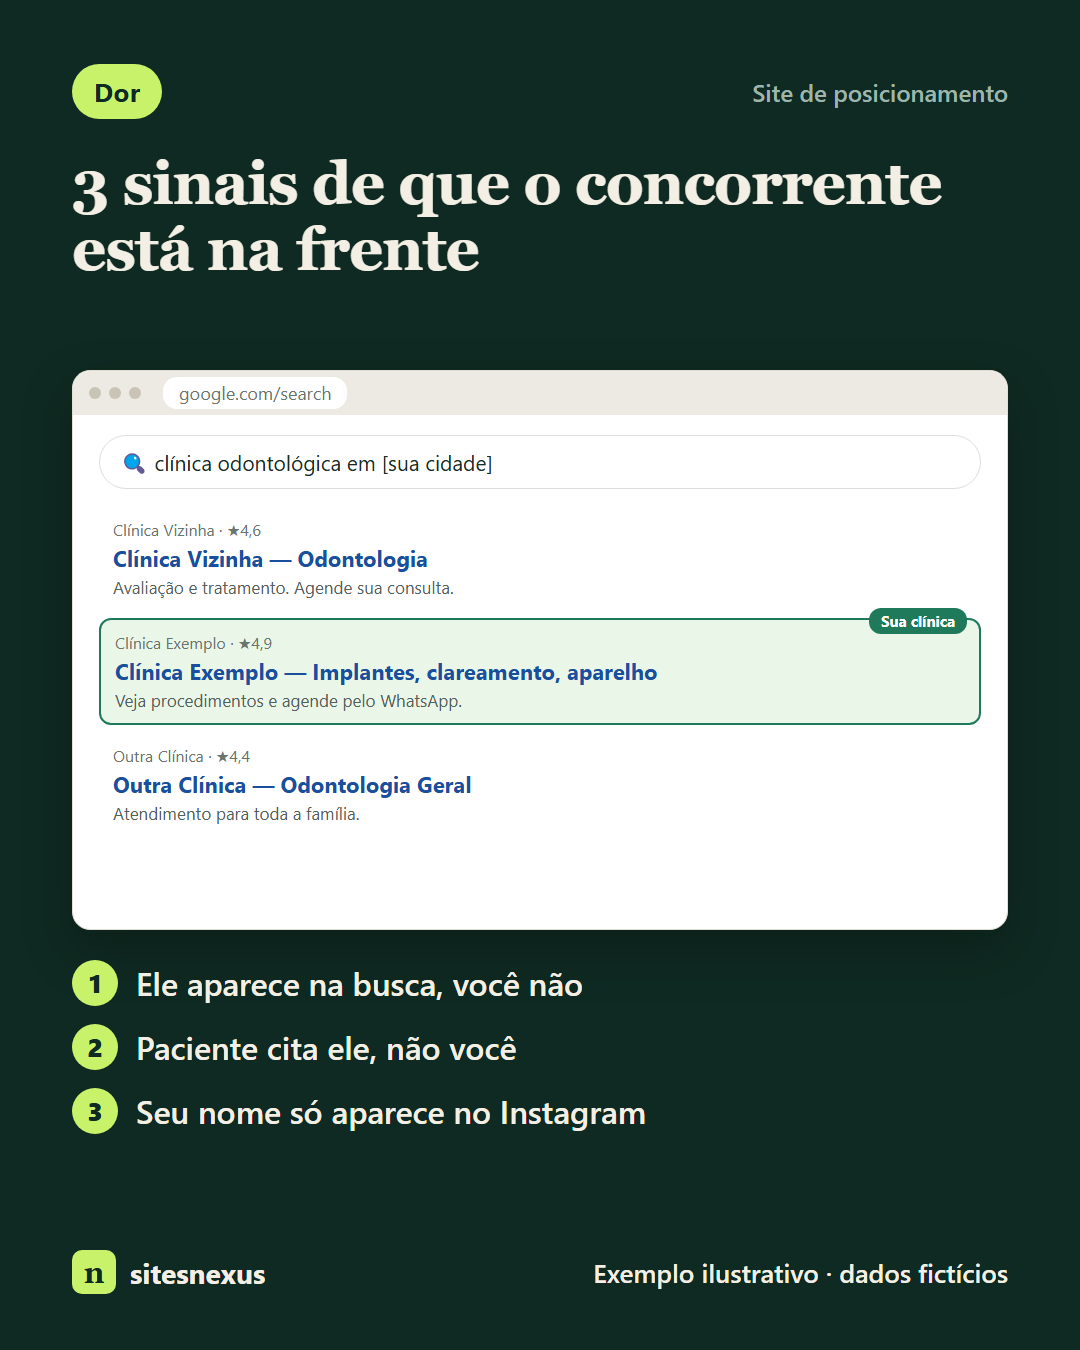 Dor
Site de posicionamento
3 sinais de que o concorrente
está na frente
google.com/search
clínica odontológica em [sua cidade]
Clínica Vizinha · ★4,6
Clínica Vizinha — Odontologia
Avaliação e tratamento. Agende sua consulta.
Sua clínica
Clínica Exemplo · ★4,9
Clínica Exemplo — Implantes, clareamento, aparelho
Veja procedimentos e agende pelo WhatsApp.
Outra Clínica · ★4,4
Outra Clínica — Odontologia Geral
Atendimento para toda a família.
1 Ele aparece na busca, você não
2 Paciente cita ele, não você
3 Seu nome só aparece no Instagram
n sitesnexus
Exemplo ilustrativo · dados fictícios